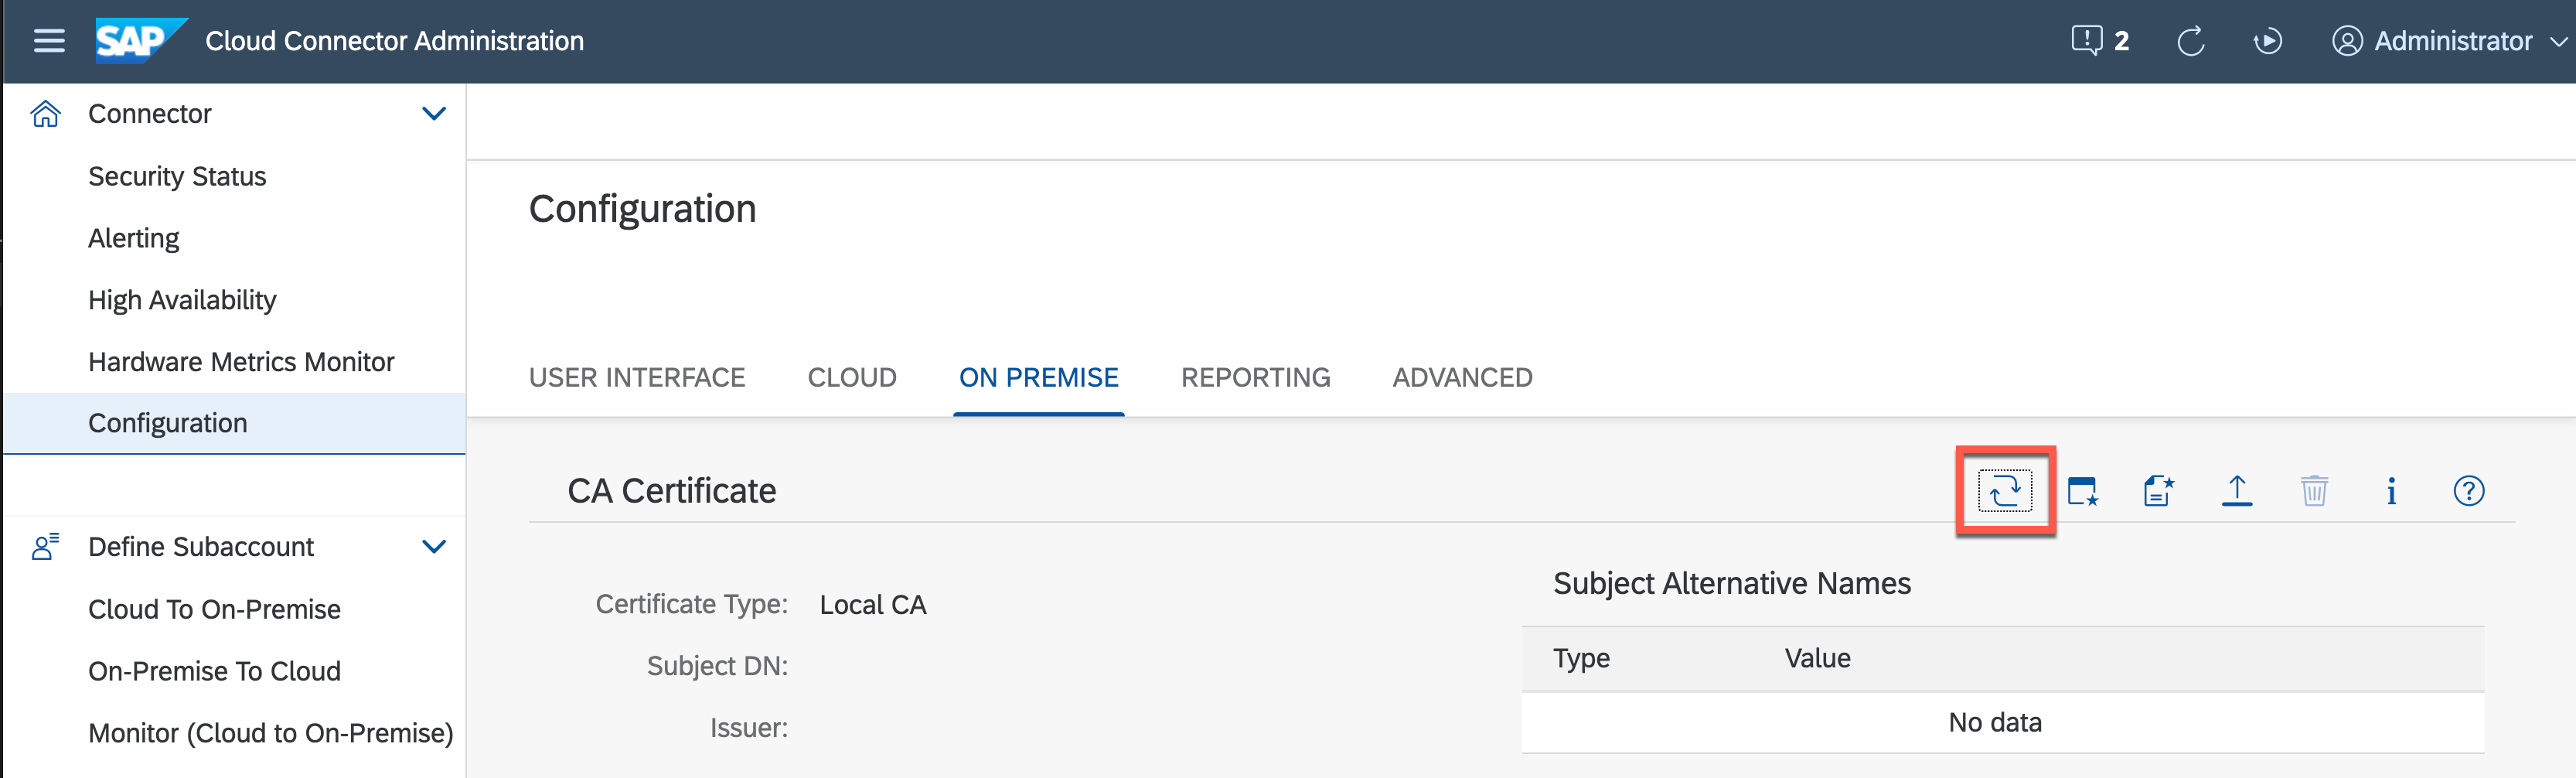 SAP Cloud Connector Administration 2 Administrator
Connector
Security Status
Alerting
High Availability
Hardware Metrics Monitor
Configuration
Define Subaccount
Cloud To On-Premise
On-Premise To Cloud
Monitor (Cloud to On-Premise)
Configuration
USER INTERFACE CLOUD ON PREMISE REPORTING ADVANCED
CA Certificate
Certificate Type: Local CA
Subject DN:
Issuer:
Subject Alternative Names
Type Value
No data